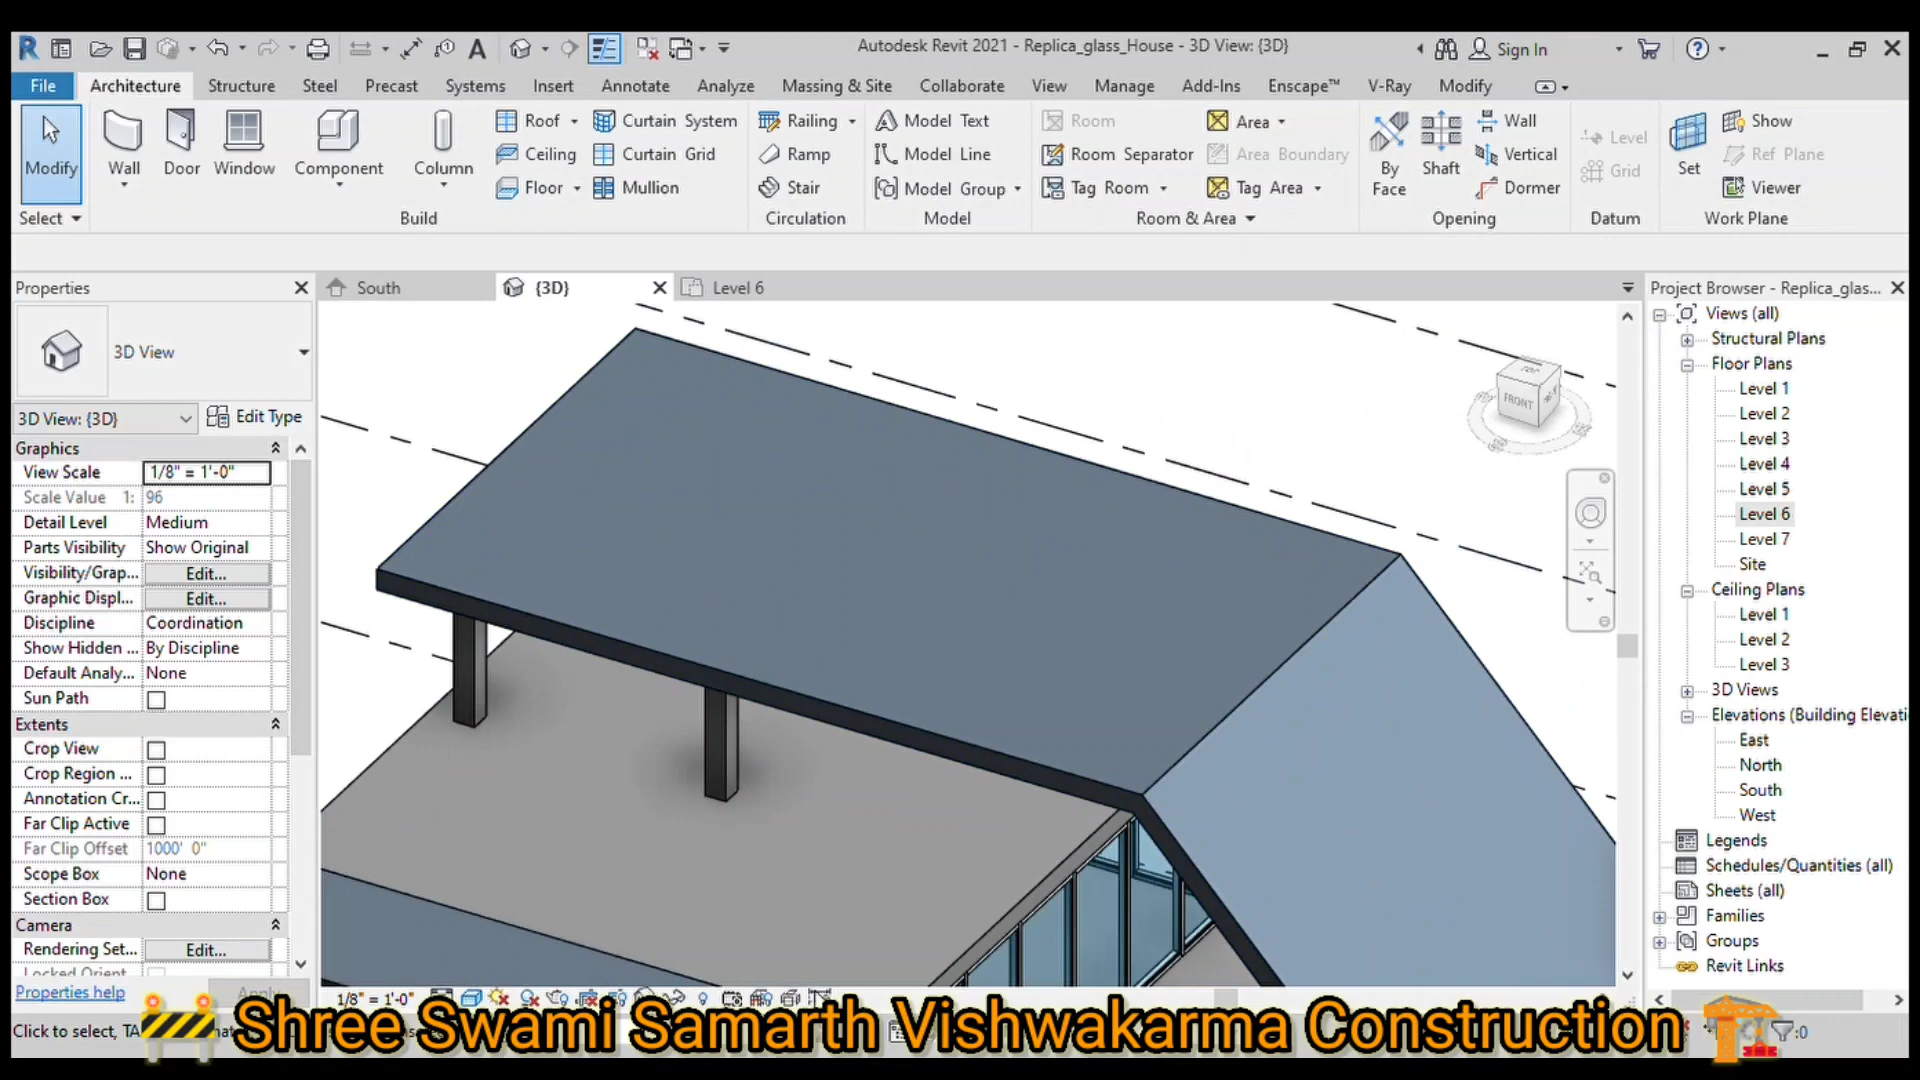 Autodesk Revit 2021 - Replica_glass_House - 3D View: {3D}
Sign In
File Architecture Structure Steel Precast Systems Insert Annotate Analyze Massing & Site Collaborate View Manage Add-Ins Enscape™ V-Ray Modify
Modify
Wall
Door
Window
Component
Column
Roof
Ceiling
Floor
Curtain System
Curtain Grid
Mullion
Railing
Ramp
Stair
Model Text
Model Line
Model Group
Room
Room Separator
Tag Room
Area
Area Boundary
Tag Area
By
Face
Shaft
Wall
Vertical
Dormer
Level
Grid
Set
Show
Ref Plane
Viewer
Select
Build
Circulation
Model
Room & Area
Opening
Datum
Work Plane
Properties
3D View
3D View: {3D}
Edit Type
Graphics
View Scale 1/8" = 1'-0"
Scale Value 1: 96
Detail Level Medium
Parts Visibility Show Original
Visibility/Grap... Edit...
Graphic Displ... Edit...
Discipline Coordination
Show Hidden ... By Discipline
Default Analy... None
Sun Path
Extents
Crop View
Crop Region ...
Annotation Cr...
Far Clip Active
Far Clip Offset 1000' 0"
Scope Box None
Section Box
Camera
Rendering Set... Edit...
Locked Orient
Properties help
Apply
South
{3D}
Level 6
TOP
FRONT
Project Browser - Replica_glas...
Views (all)
Structural Plans
Floor Plans
Level 1
Level 2
Level 3
Level 4
Level 5
Level 6
Level 7
Site
Ceiling Plans
Level 1
Level 2
Level 3
3D Views
Elevations (Building Elevati
East
North
South
West
Legends
Schedules/Quantities (all)
Sheets (all)
Families
Groups
Revit Links
1/8" = 1'-0"
Click to select, TA
:0
Shree Swami Samarth Vishwakarma Construction